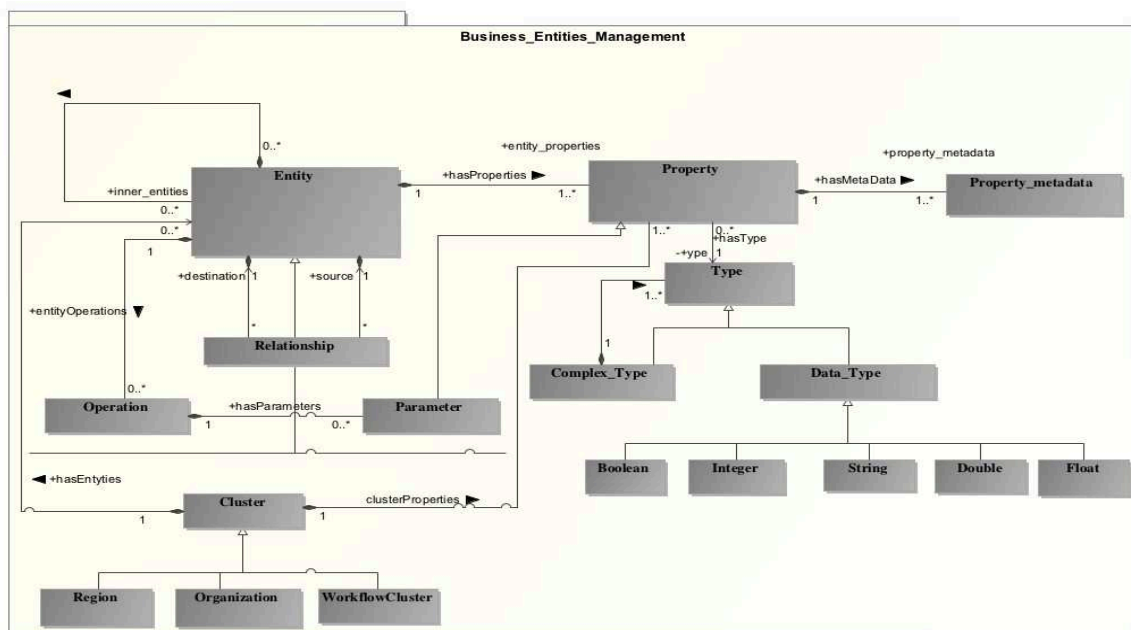 Business_Entities_Management
0..*
+entity_properties
+property_metadata
Entity
+hasProperties
Property
+hasMetaData
Property_metadata
+inner_entities
1
1..*
1
1..*
0..*
0..*
1
1..*
0..*
+hasType
+destination
1
+source
1
-+ype
1
Type
+entityOperations
1..*
*
*
Relationship
1
Complex_Type
Data_Type
0..*
Operation
+hasParameters
Parameter
1
0..*
Boolean
Integer
String
Double
Float
+hasEntyties
Cluster
clusterProperties
1
1
Region
Organization
WorkflowCluster